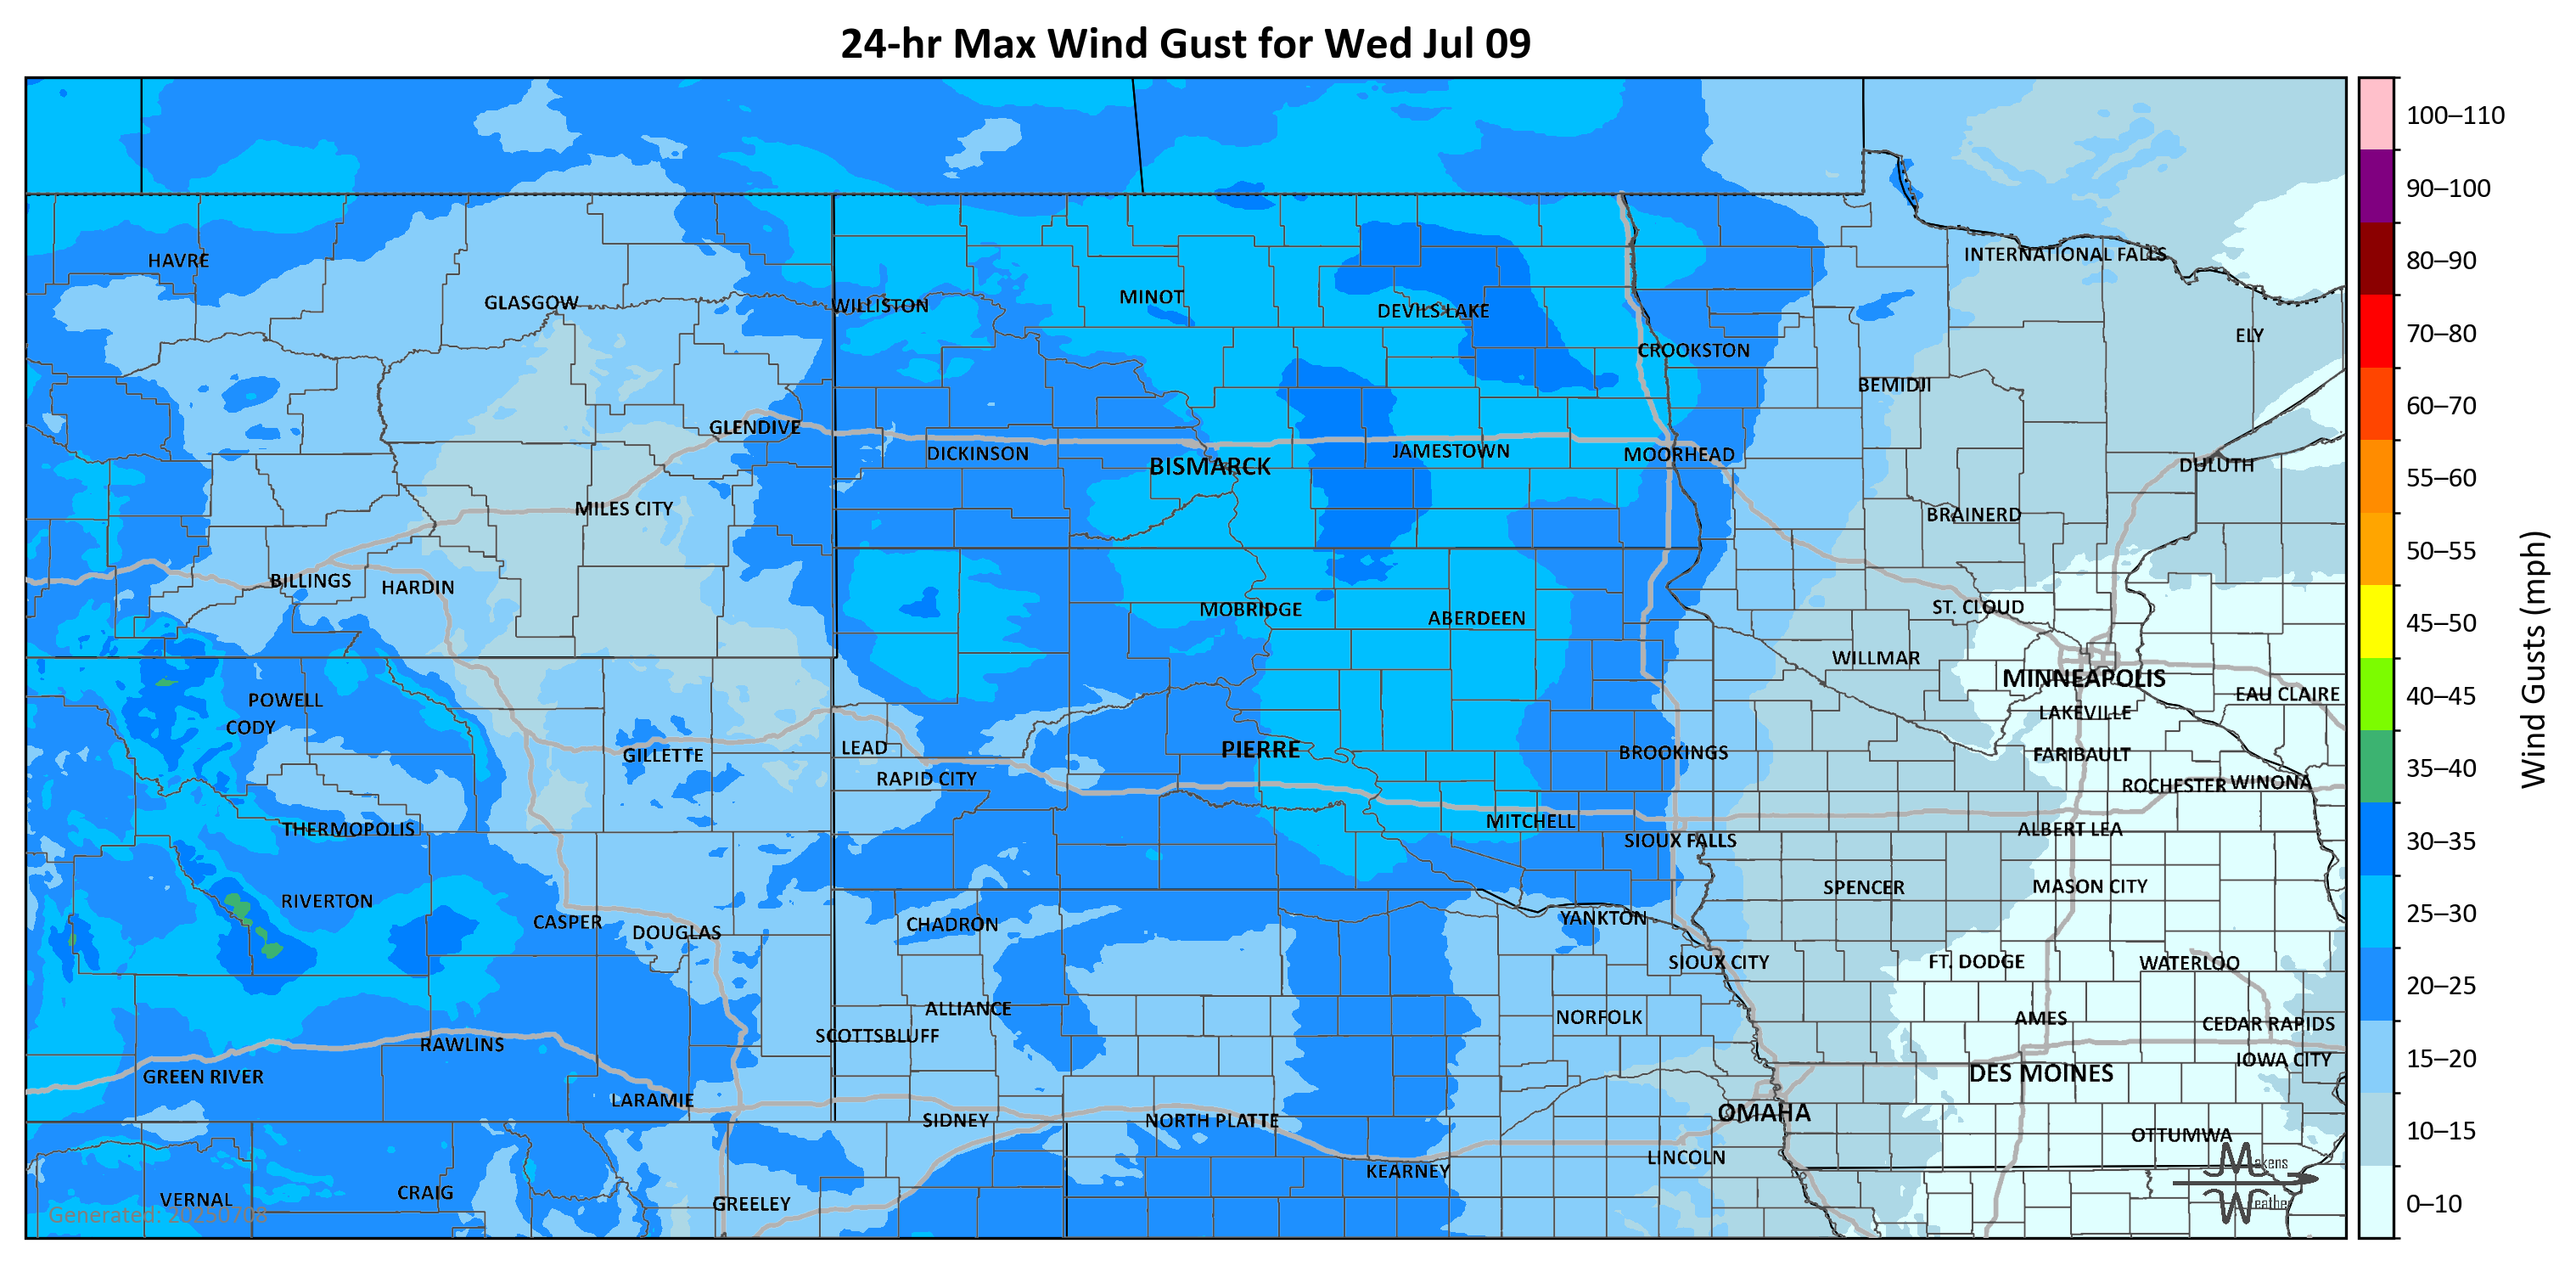 24-hr Max Wind Gust for Wed Jul 09
100–110
90–100
80–90
70–80
60–70
55–60
50–55
45–50
40–45
35–40
30–35
25–30
20–25
15–20
10–15
0–10
Wind Gusts (mph)
HAVRE
GLASGOW
WILLISTON
MINOT
DEVILS LAKE
INTERNATIONAL FALLS
ELY
CROOKSTON
BEMIDJI
GLENDIVE
DICKINSON
BISMARCK
JAMESTOWN
MOORHEAD
DULUTH
MILES CITY
BRAINERD
BILLINGS
HARDIN
MOBRIDGE
ABERDEEN
ST. CLOUD
WILLMAR
MINNEAPOLIS
POWELL
EAU CLAIRE
CODY
LAKEVILLE
GILLETTE
LEAD
PIERRE
BROOKINGS
FARIBAULT
RAPID CITY
ROCHESTER
WINONA
THERMOPOLIS
MITCHELL
ALBERT LEA
SIOUX FALLS
SPENCER
MASON CITY
RIVERTON
CASPER
DOUGLAS
CHADRON
YANKTON
SIOUX CITY
FT. DODGE
WATERLOO
ALLIANCE
NORFOLK
AMES
CEDAR RAPIDS
SCOTTSBLUFF
RAWLINS
IOWA CITY
GREEN RIVER
DES MOINES
LARAMIE
SIDNEY
NORTH PLATTE
OMAHA
OTTUMWA
KEARNEY
LINCOLN
VERNAL
CRAIG
GREELEY
Makens
Weather
Generated: 20250708